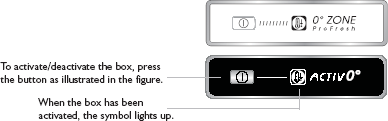 0° ZONE
ProFresh
To activate/deactivate the box, press
the button as illustrated in the figure.
ACTIV0°
When the box has been
activated, the symbol lights up.